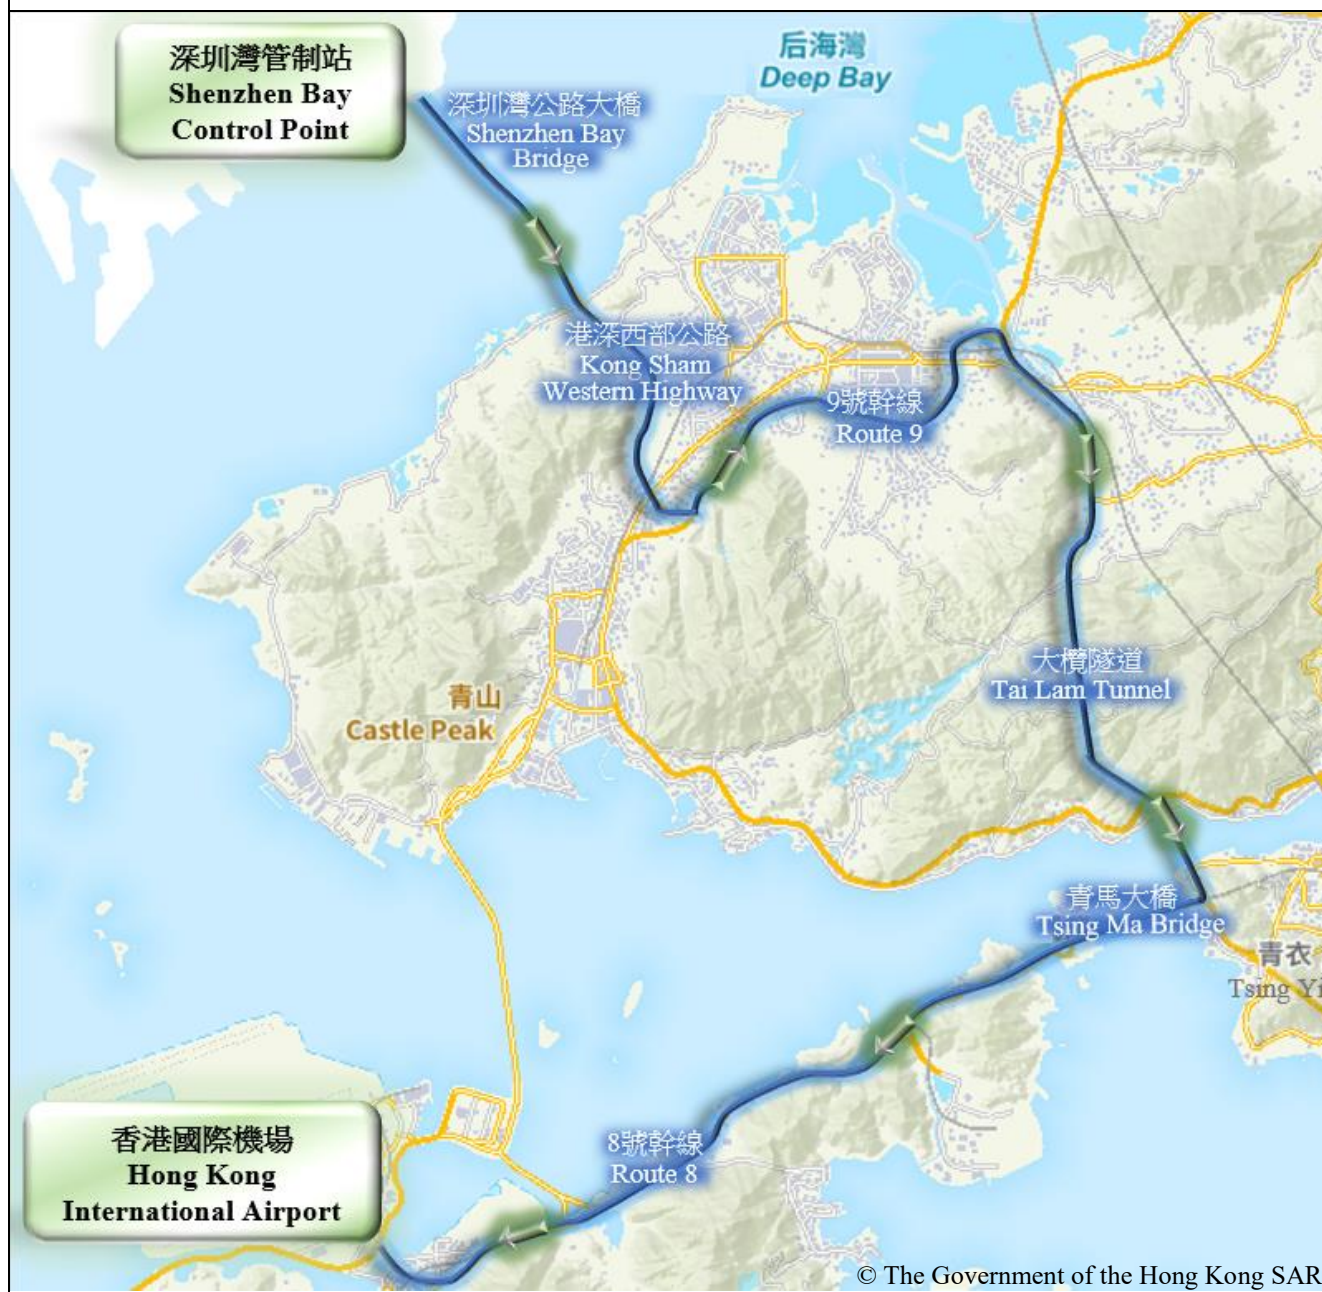 深圳灣管制站
Shenzhen Bay
Control Point
深圳灣公路大橋
Shenzhen Bay
Bridge
后海灣
Deep Bay
港深西部公路
Kong Sham
Western Highway
9號幹線
Route 9
大欖隧道
Tai Lam Tunnel
青山
Castle Peak
青馬大橋
Tsing Ma Bridge
青衣
Tsing Yi
8號幹線
Route 8
香港國際機場
Hong Kong
International Airport
© The Government of the Hong Kong SAR